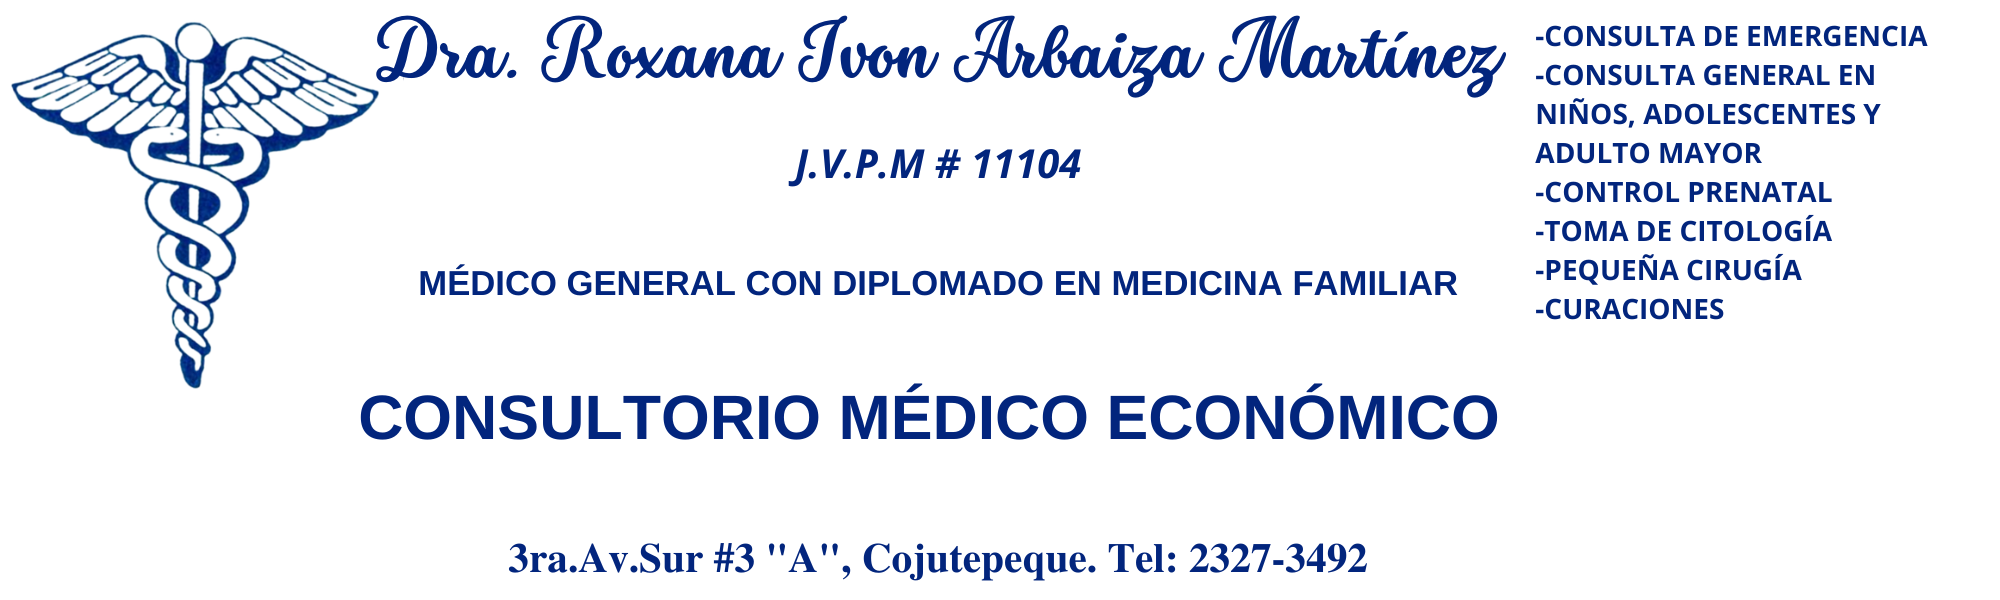 Dra. Roxana Ivon Arbaiza Martínez
J.V.P.M # 11104
MÉDICO GENERAL CON DIPLOMADO EN MEDICINA FAMILIAR
CONSULTORIO MÉDICO ECONÓMICO
3ra.Av.Sur #3 "A", Cojutepeque. Tel: 2327-3492
-CONSULTA DE EMERGENCIA
-CONSULTA GENERAL EN
NIÑOS, ADOLESCENTES Y
ADULTO MAYOR
-CONTROL PRENATAL
-TOMA DE CITOLOGÍA
-PEQUEÑA CIRUGÍA
-CURACIONES